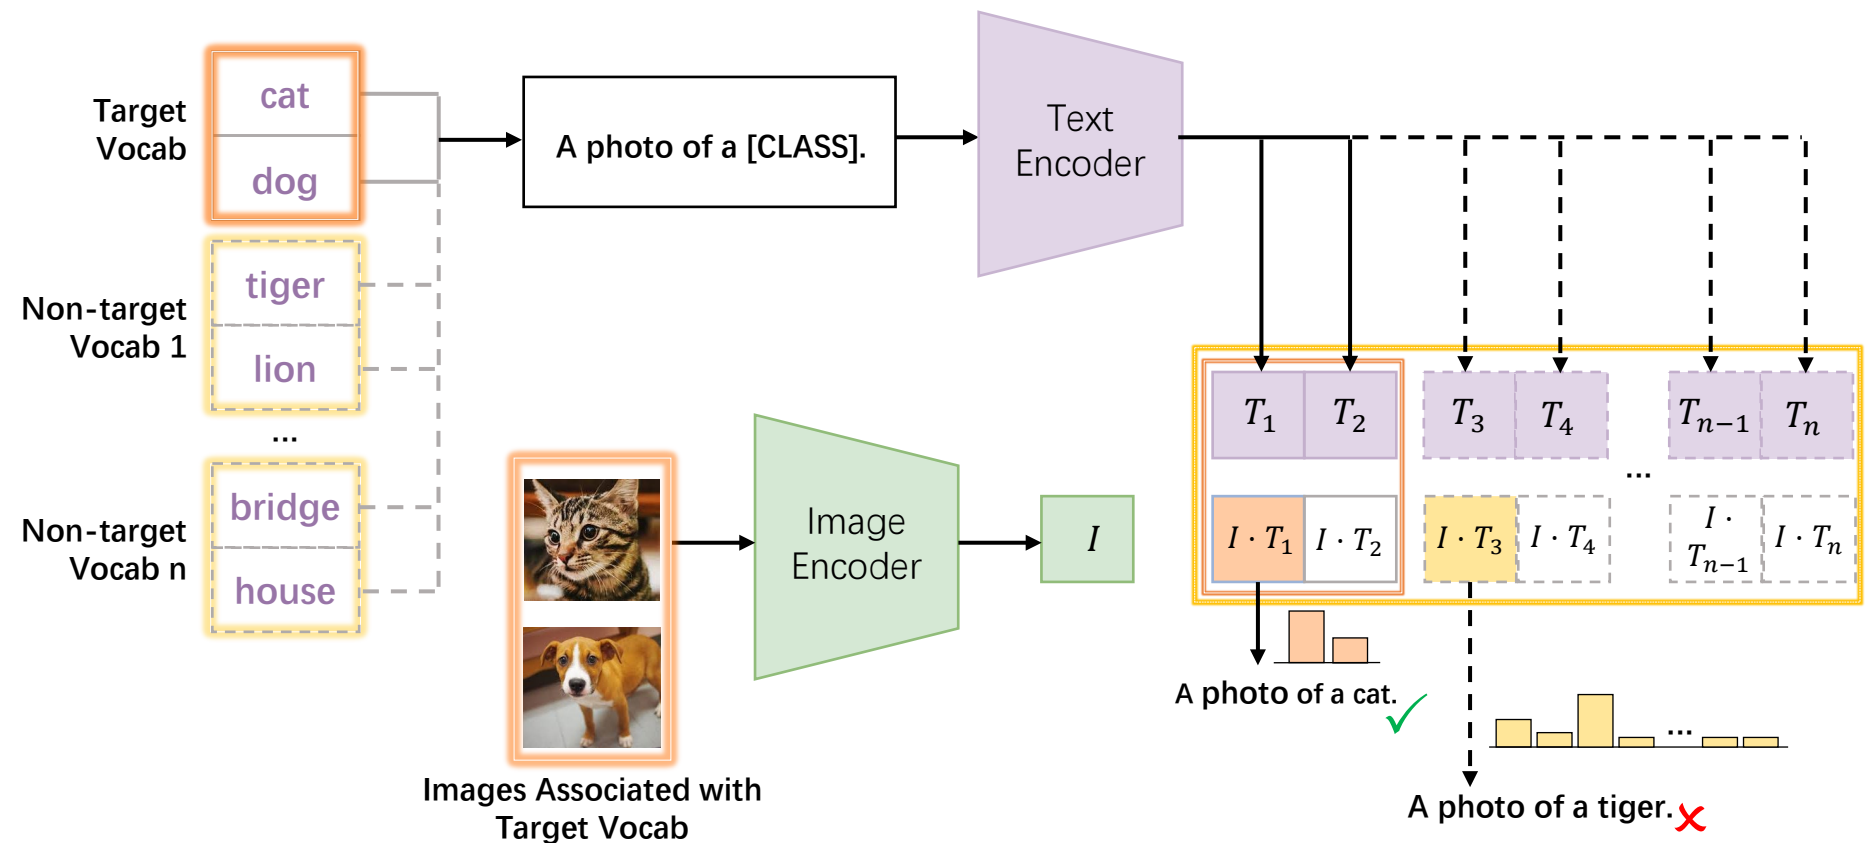 Target
Vocab
cat
dog
Non-target
Vocab 1
tiger
lion
...
Non-target
Vocab n
bridge
house
A photo of a [CLASS].
Text
Encoder
Images Associated with
Target Vocab
Image
Encoder
I
T₁ T₂ T₃ T₄ Tₙ₋₁ Tₙ
...
I · T₁ I · T₂ I · T₃ I · T₄ I · Tₙ₋₁ I · Tₙ
A photo of a cat.
...
A photo of a tiger.